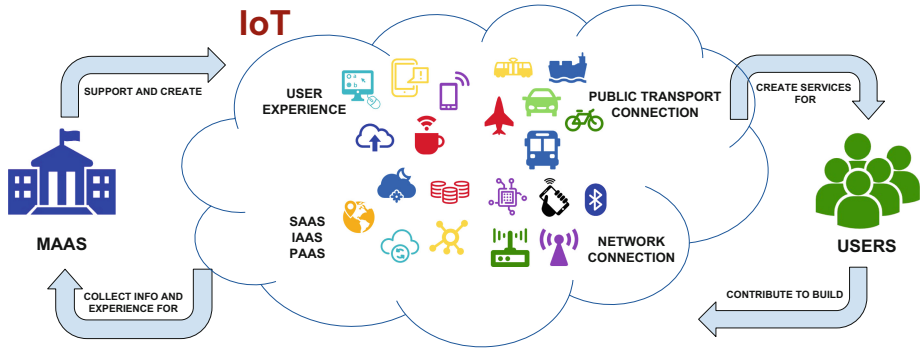 IoT
SUPPORT AND CREATE
USER
EXPERIENCE
PUBLIC TRANSPORT
CONNECTION
CREATE SERVICES
FOR
MAAS
SAAS
IAAS
PAAS
NETWORK
CONNECTION
USERS
COLLECT INFO AND
EXPERIENCE FOR
CONTRIBUTE TO BUILD